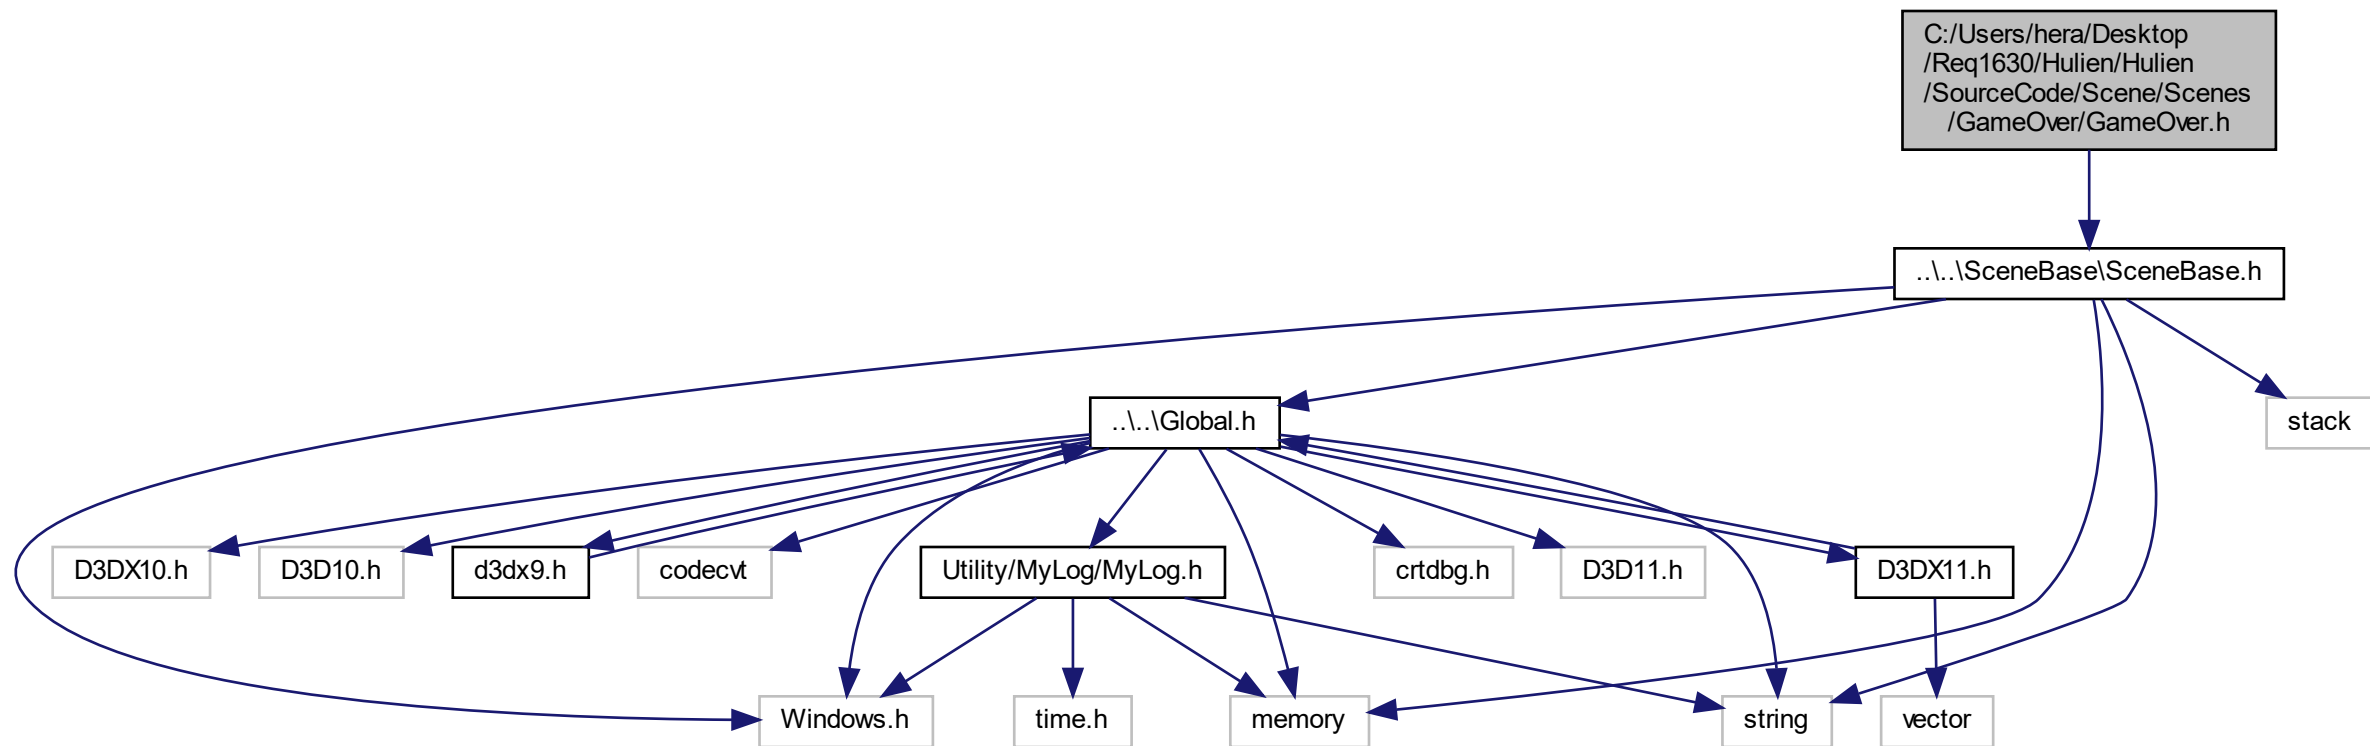 C:/Users/hera/Desktop
/Req1630/Hulien/Hulien
/SourceCode/Scene/Scenes
/GameOver/GameOver.h
..\..\SceneBase\SceneBase.h
..\..\Global.h
stack
D3DX10.h
D3D10.h
d3dx9.h
codecvt
Utility/MyLog/MyLog.h
crtdbg.h
D3D11.h
D3DX11.h
Windows.h
time.h
memory
string
vector